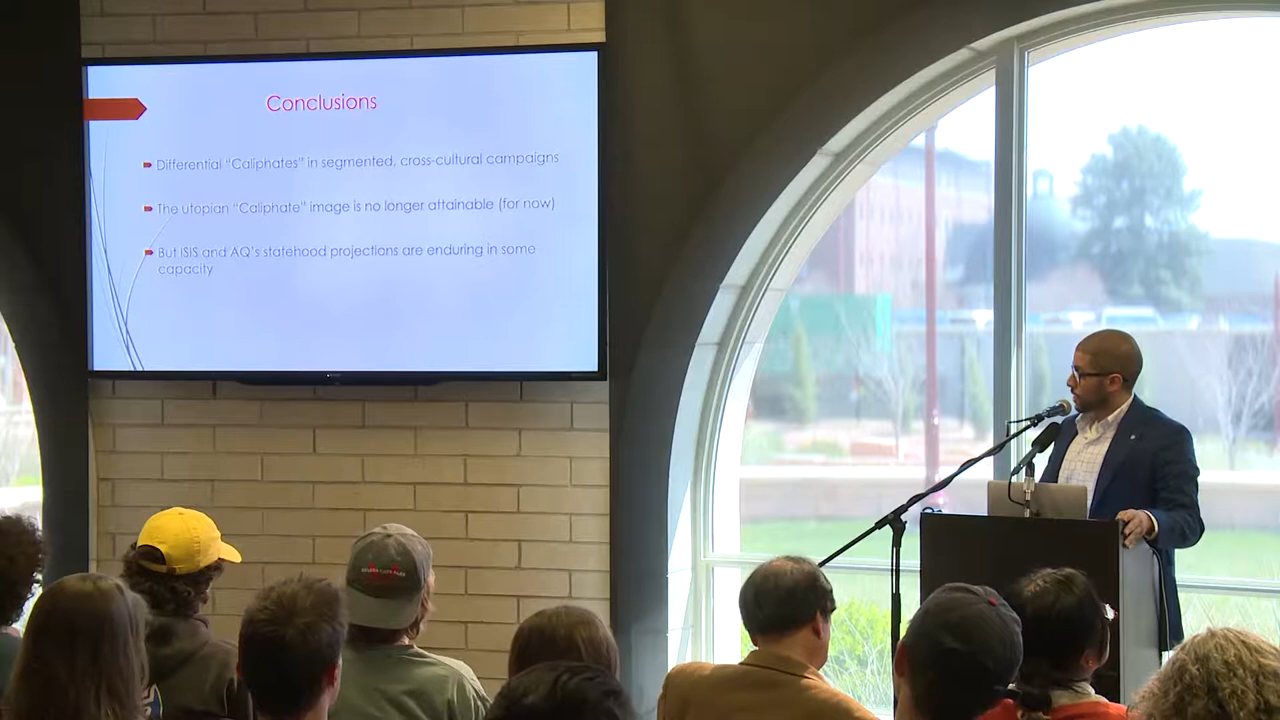 Conclusions
Differential “Caliphates” in segmented, cross-cultural campaigns
The utopian “Caliphate” image is no longer attainable (for now)
But ISIS and AQ’s statehood projections are enduring in some
capacity